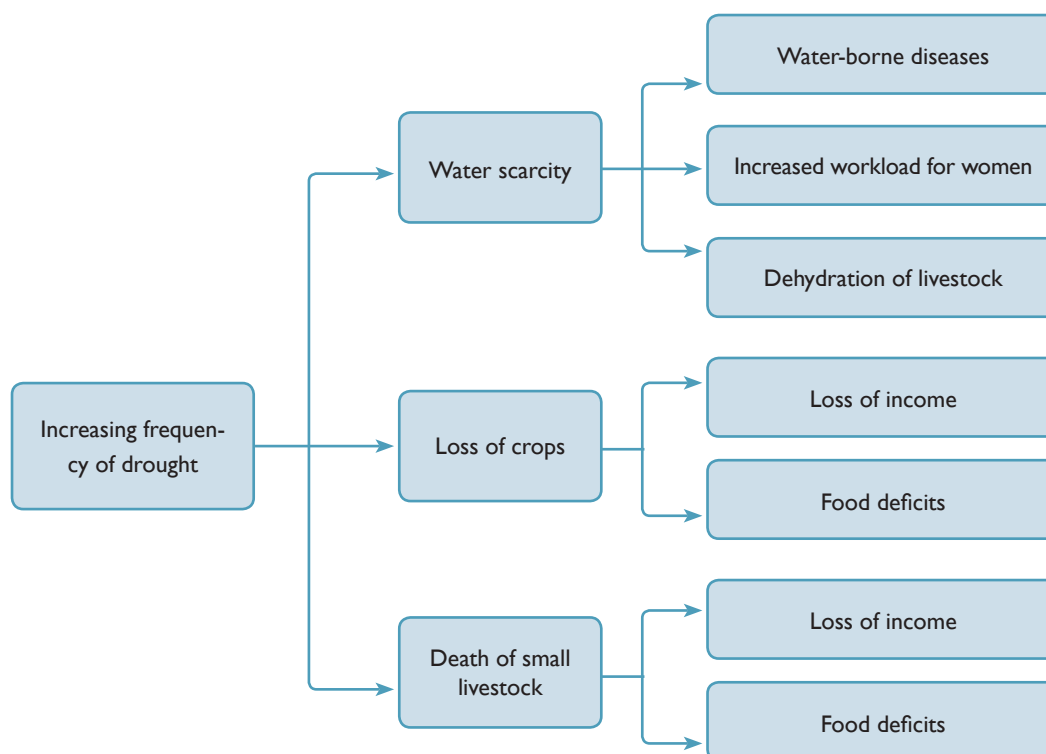 Water-borne diseases
Water scarcity
Increased workload for women
Dehydration of livestock
Increasing frequen-
cy of drought
Loss of crops
Loss of income
Food deficits
Death of small
livestock
Loss of income
Food deficits